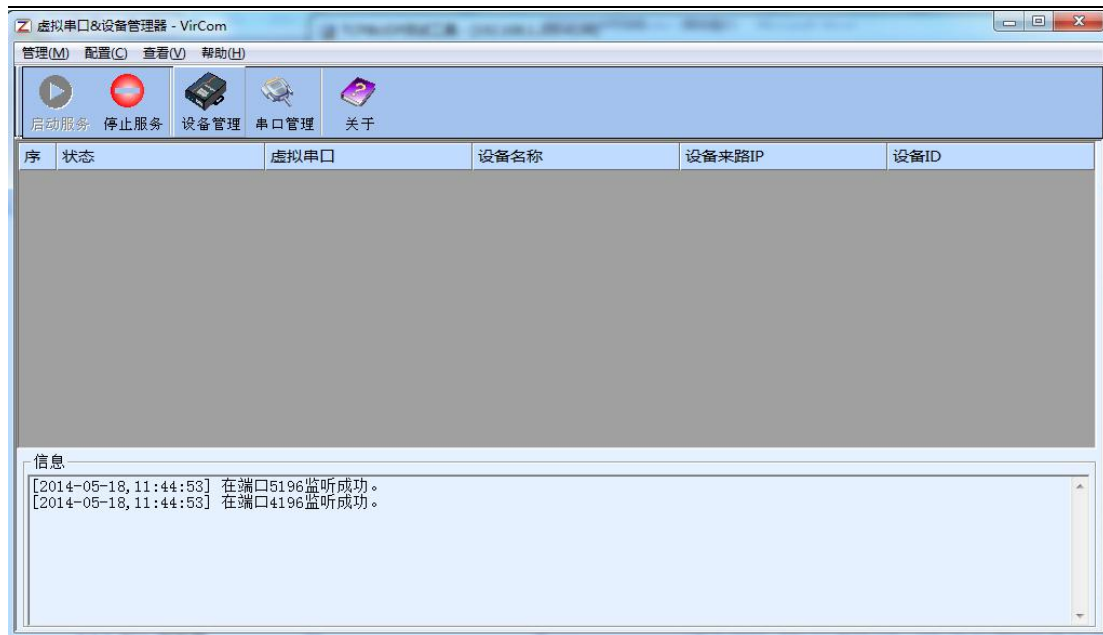 虚拟串口&设备管理器 - VirCom
管理(M) 配置(C) 查看(V) 帮助(H)
启动服务 停止服务 设备管理 串口管理 关于
序 状态 虚拟串口 设备名称 设备来路IP 设备ID
信息
[2014-05-18,11:44:53] 在端口5196监听成功。
[2014-05-18,11:44:53] 在端口4196监听成功。